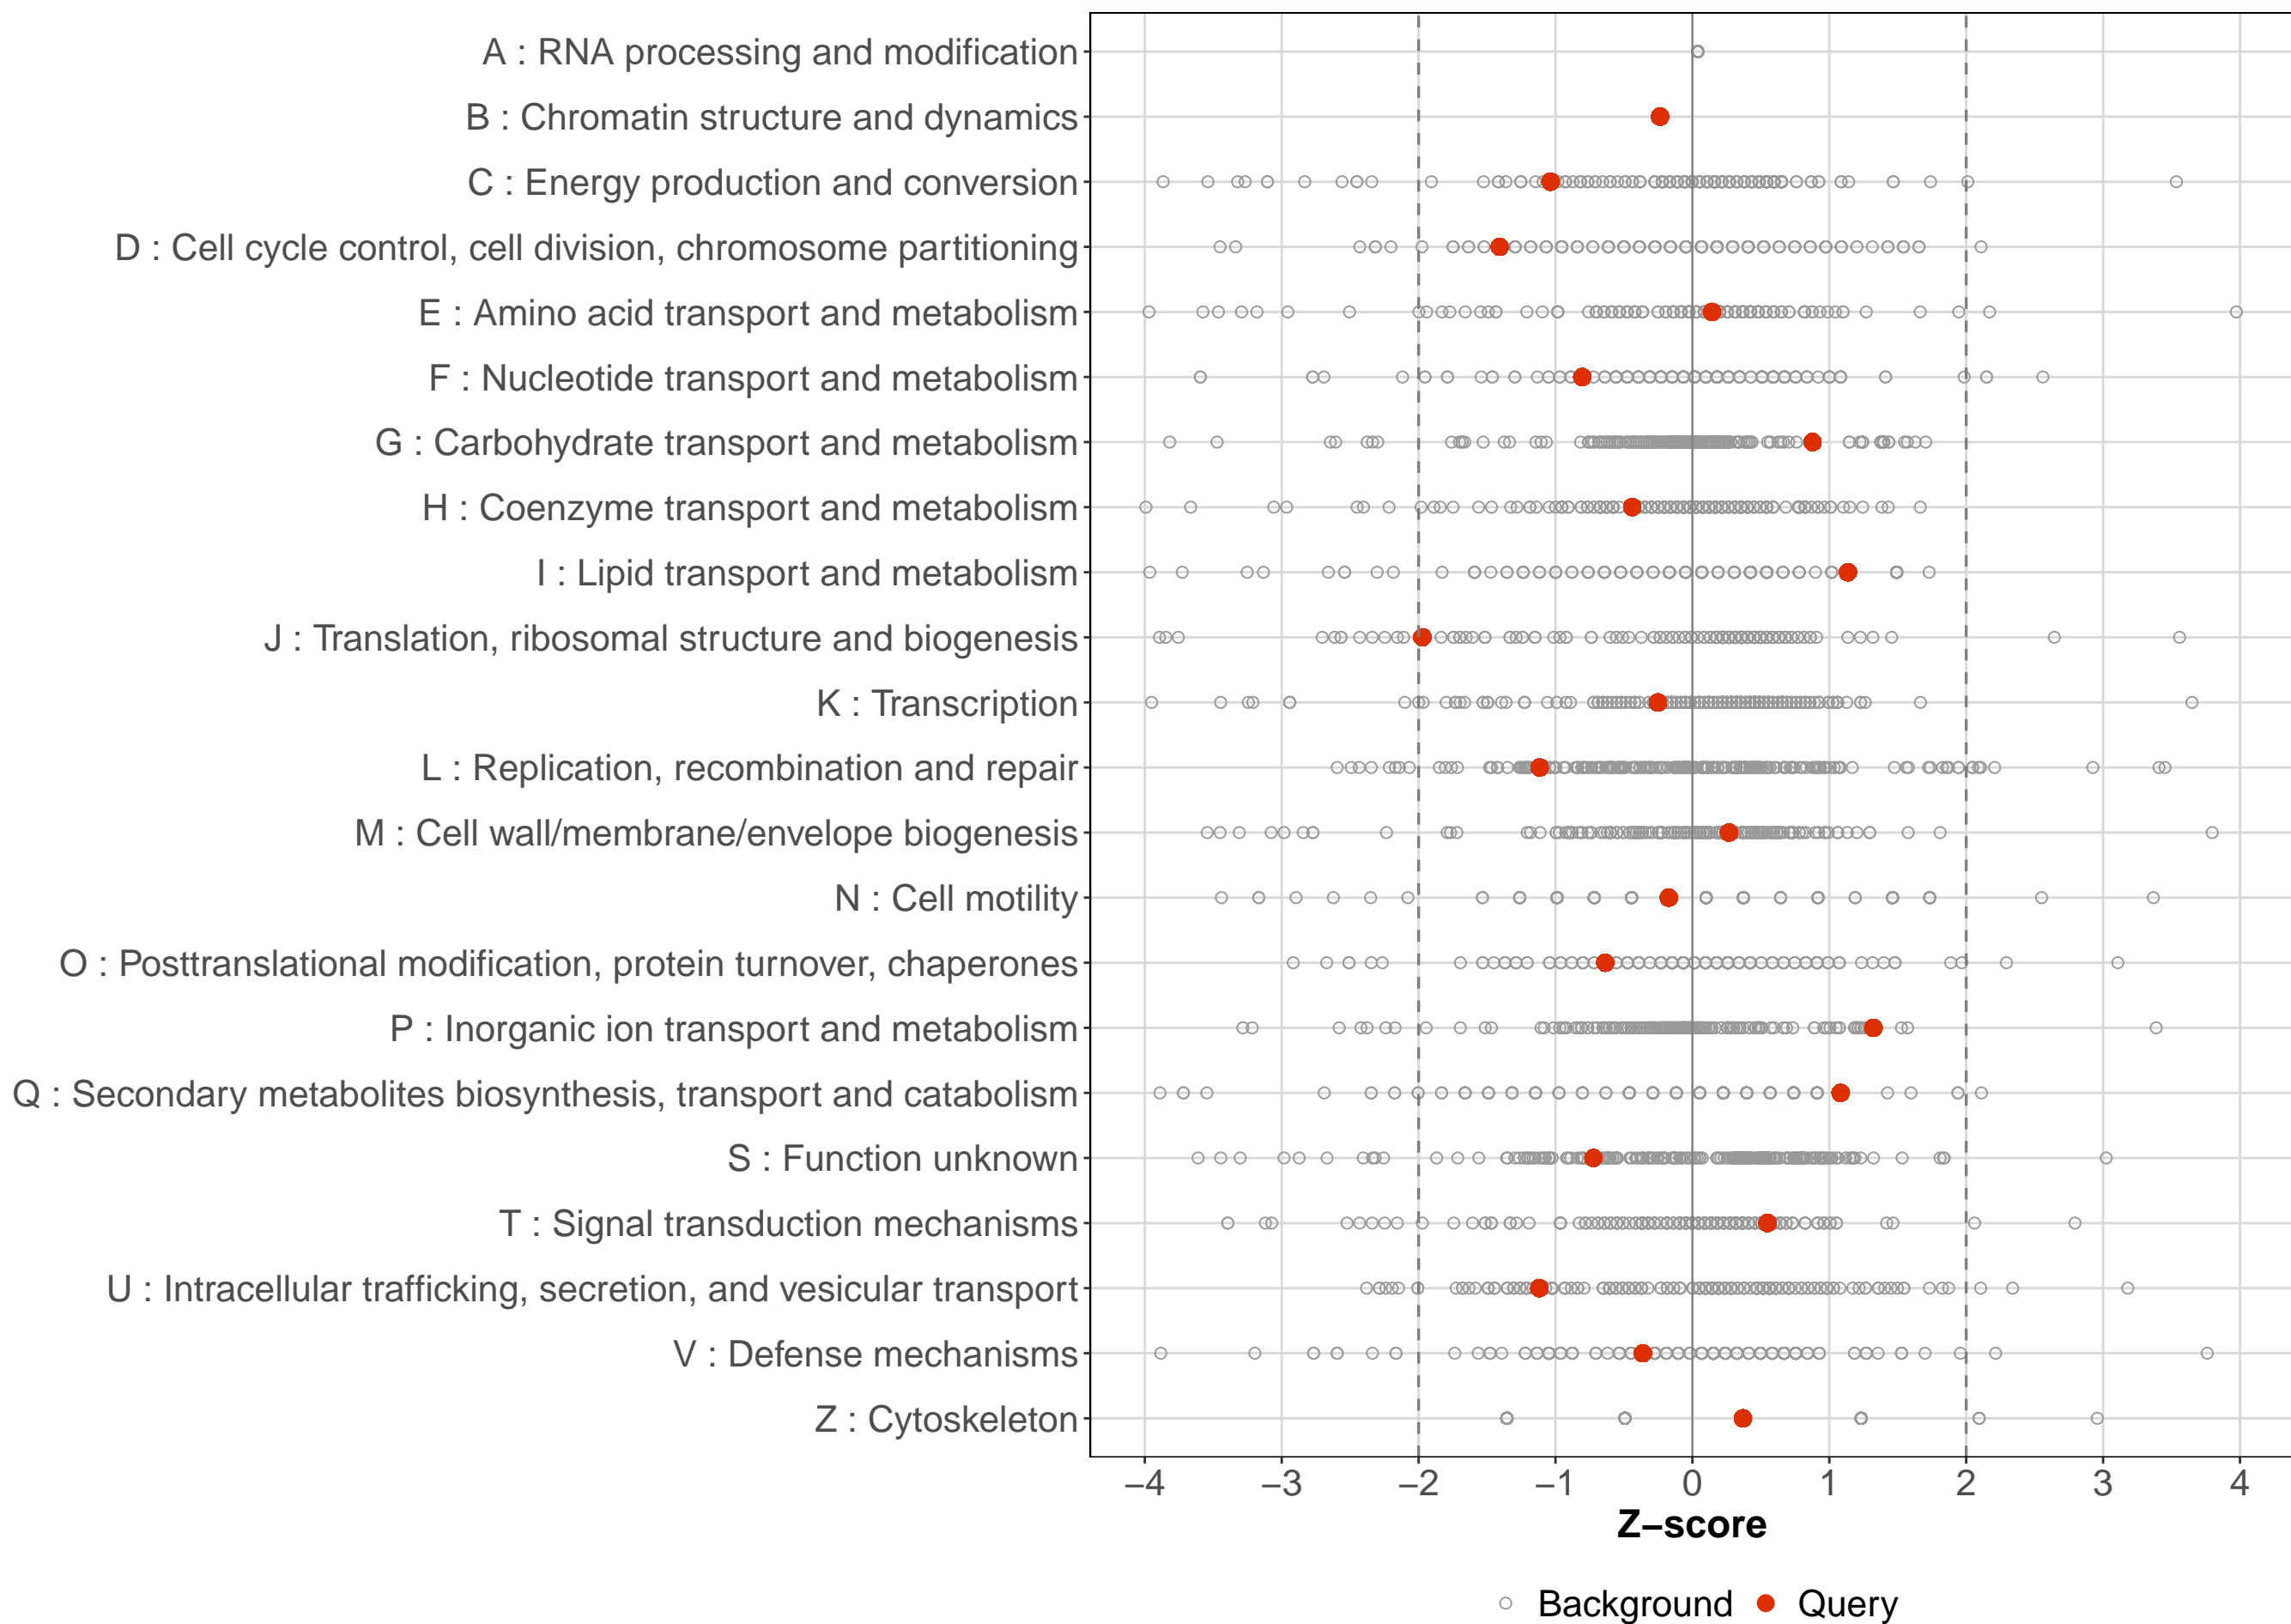 A : RNA processing and modification
B : Chromatin structure and dynamics
C : Energy production and conversion
D : Cell cycle control, cell division, chromosome partitioning
E : Amino acid transport and metabolism
F : Nucleotide transport and metabolism
G : Carbohydrate transport and metabolism
H : Coenzyme transport and metabolism
I : Lipid transport and metabolism
J : Translation, ribosomal structure and biogenesis
K : Transcription
L : Replication, recombination and repair
M : Cell wall/membrane/envelope biogenesis
N : Cell motility
O : Posttranslational modification, protein turnover, chaperones
P : Inorganic ion transport and metabolism
Q : Secondary metabolites biosynthesis, transport and catabolism
S : Function unknown
T : Signal transduction mechanisms
U : Intracellular trafficking, secretion, and vesicular transport
V : Defense mechanisms
Z : Cytoskeleton
−4 −3 −2 −1 0 1 2 3 4
Z−score
Background Query